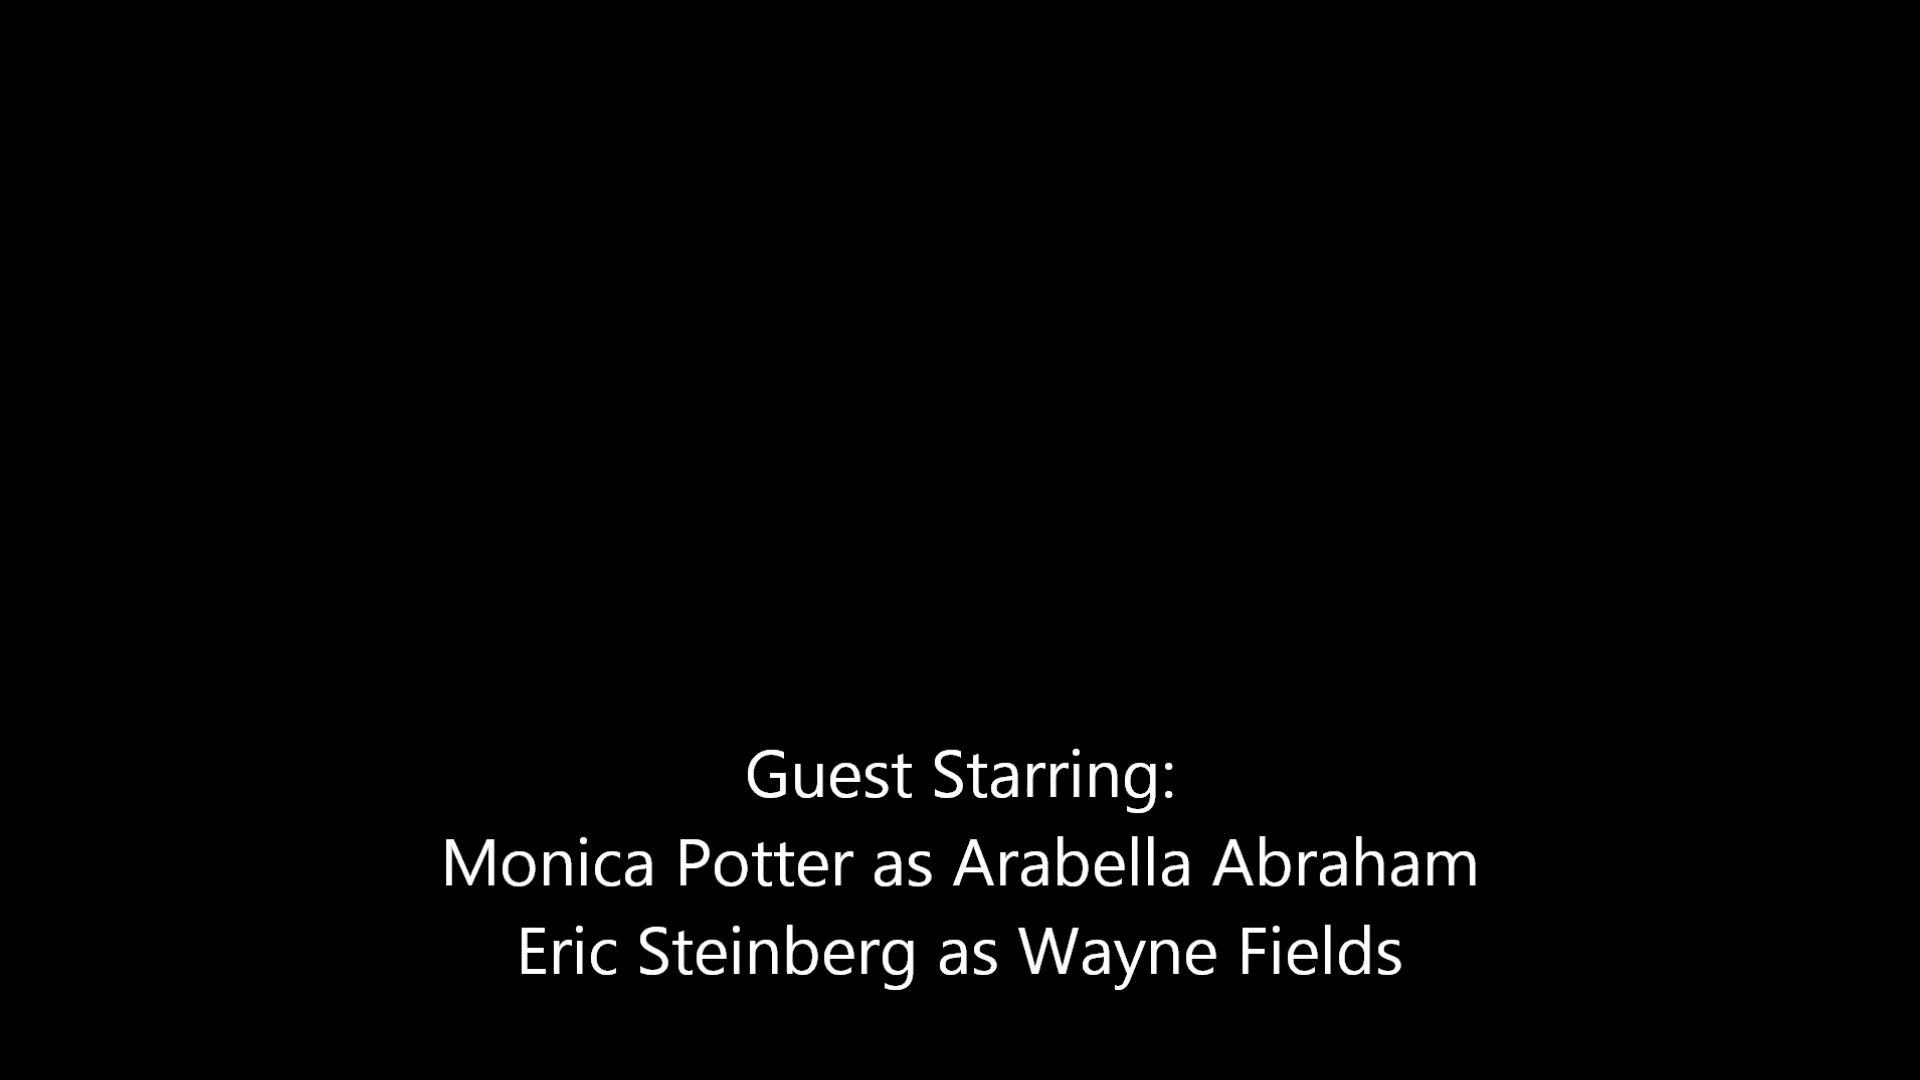 Guest Starring:
Monica Potter as Arabella Abraham
Eric Steinberg as Wayne Fields